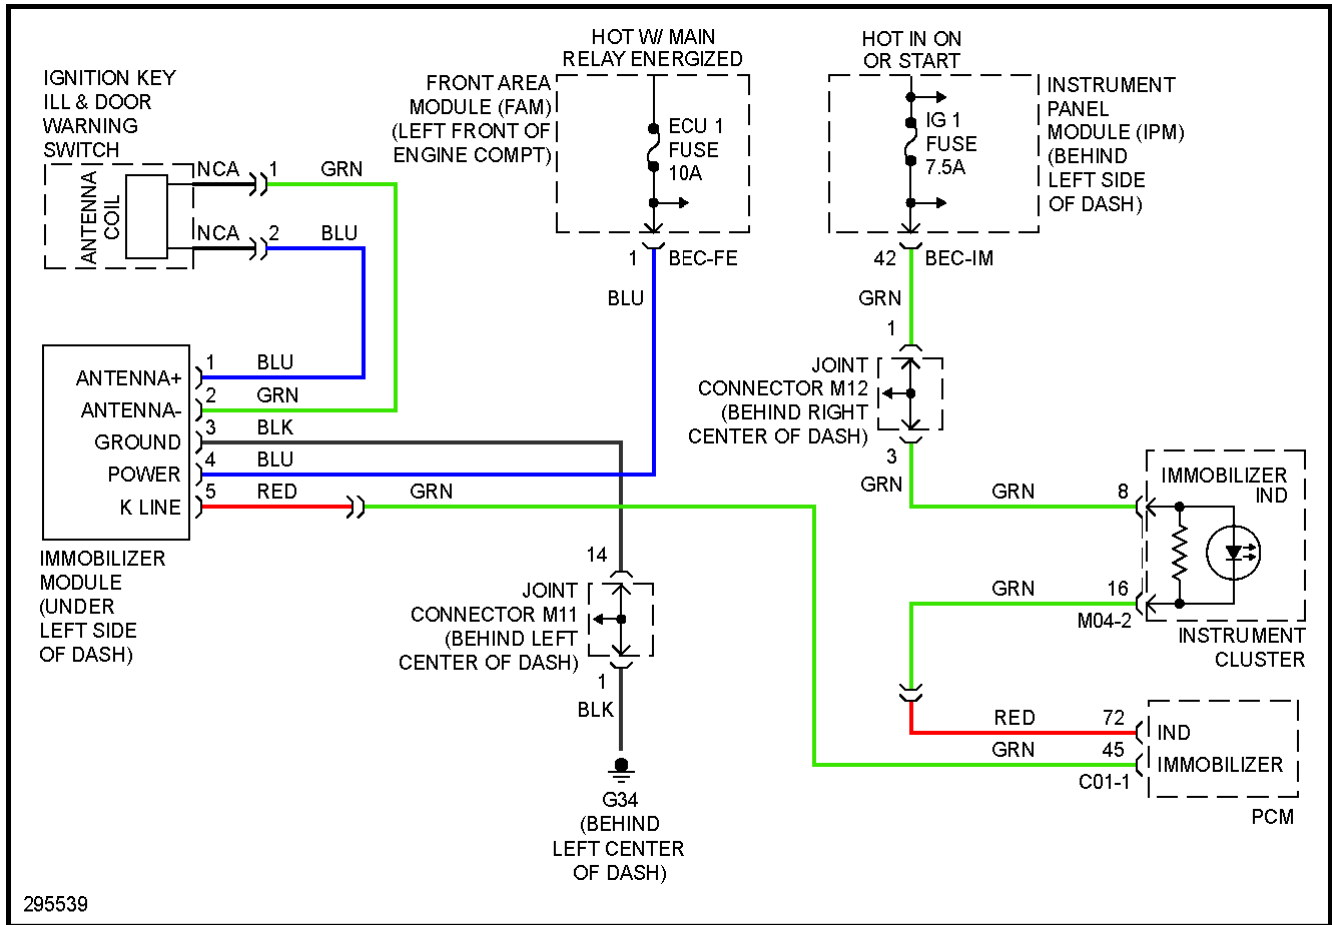 HOT W/ MAIN
RELAY ENERGIZED
HOT IN ON
OR START
IGNITION KEY
ILL & DOOR
WARNING
SWITCH
FRONT AREA
MODULE (FAM)
(LEFT FRONT OF
ENGINE COMPT)
ECU 1
FUSE
10A
IG 1
FUSE
7.5A
INSTRUMENT
PANEL
MODULE (IPM)
(BEHIND
LEFT SIDE
OF DASH)
ANTENNA
COIL
NCA
1
GRN
NCA
2
BLU
1
BEC-FE
BLU
42
BEC-IM
GRN
1
JOINT
CONNECTOR M12
(BEHIND RIGHT
CENTER OF DASH)
3
GRN
ANTENNA+
1
BLU
ANTENNA-
2
GRN
GROUND
3
BLK
POWER
4
BLU
K LINE
5
RED
GRN
IMMOBILIZER
MODULE
(UNDER
LEFT SIDE
OF DASH)
GRN
8
IMMOBILIZER
IND
GRN
16
M04-2
INSTRUMENT
CLUSTER
14
JOINT
CONNECTOR M11
(BEHIND LEFT
CENTER OF DASH)
1
BLK
G34
(BEHIND
LEFT CENTER
OF DASH)
RED
72
IND
GRN
45
IMMOBILIZER
C01-1
PCM
295539